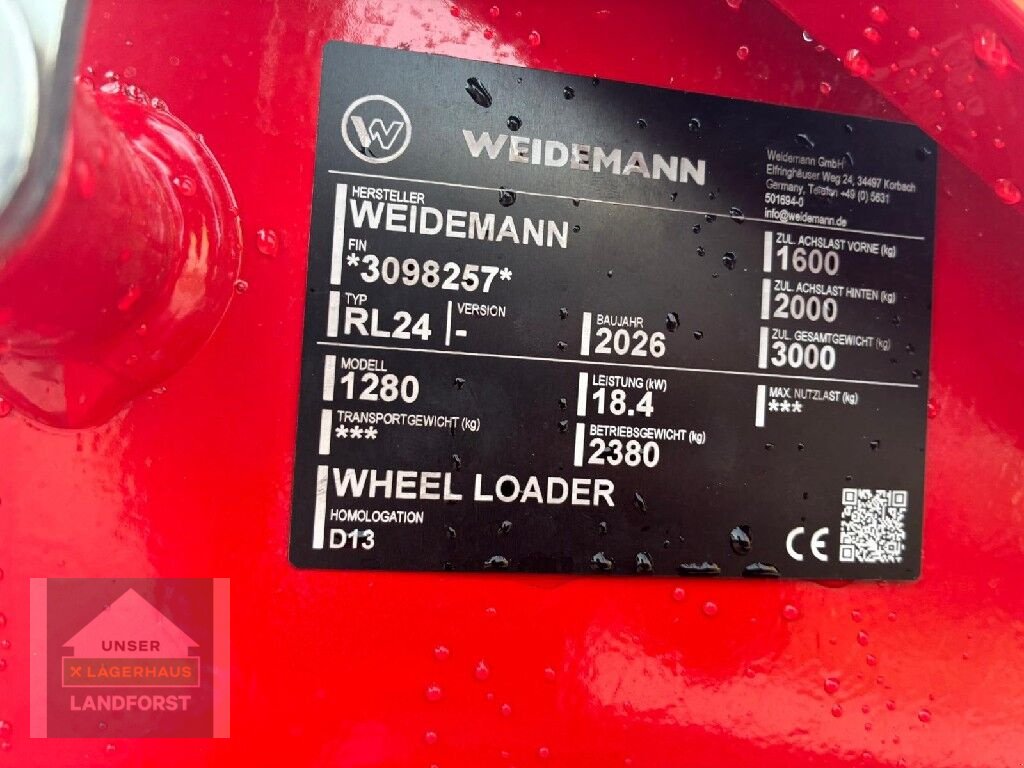 W WEIDEMANN
Weidemann GmbH
Elfringhäuser Weg 24, 34497 Korbach
Germany, Telefon +49 (0) 5631
501694-0
info@weidemann.de
HERSTELLER
WEIDEMANN
FIN
*3098257*
TYP
RL24
VERSION
-
BAUJAHR
2026
ZUL. ACHSLAST VORNE (kg)
1600
ZUL. ACHSLAST HINTEN (kg)
2000
ZUL. GESAMTGEWICHT (kg)
3000
MODELL
1280
LEISTUNG (kW)
18.4
MAX. NUTZLAST (kg)
***
TRANSPORTGEWICHT (kg)
***
BETRIEBSGEWICHT (kg)
2380
WHEEL LOADER
HOMOLOGATION
D13
CE
UNSER
LAGERHAUS
LANDFORST